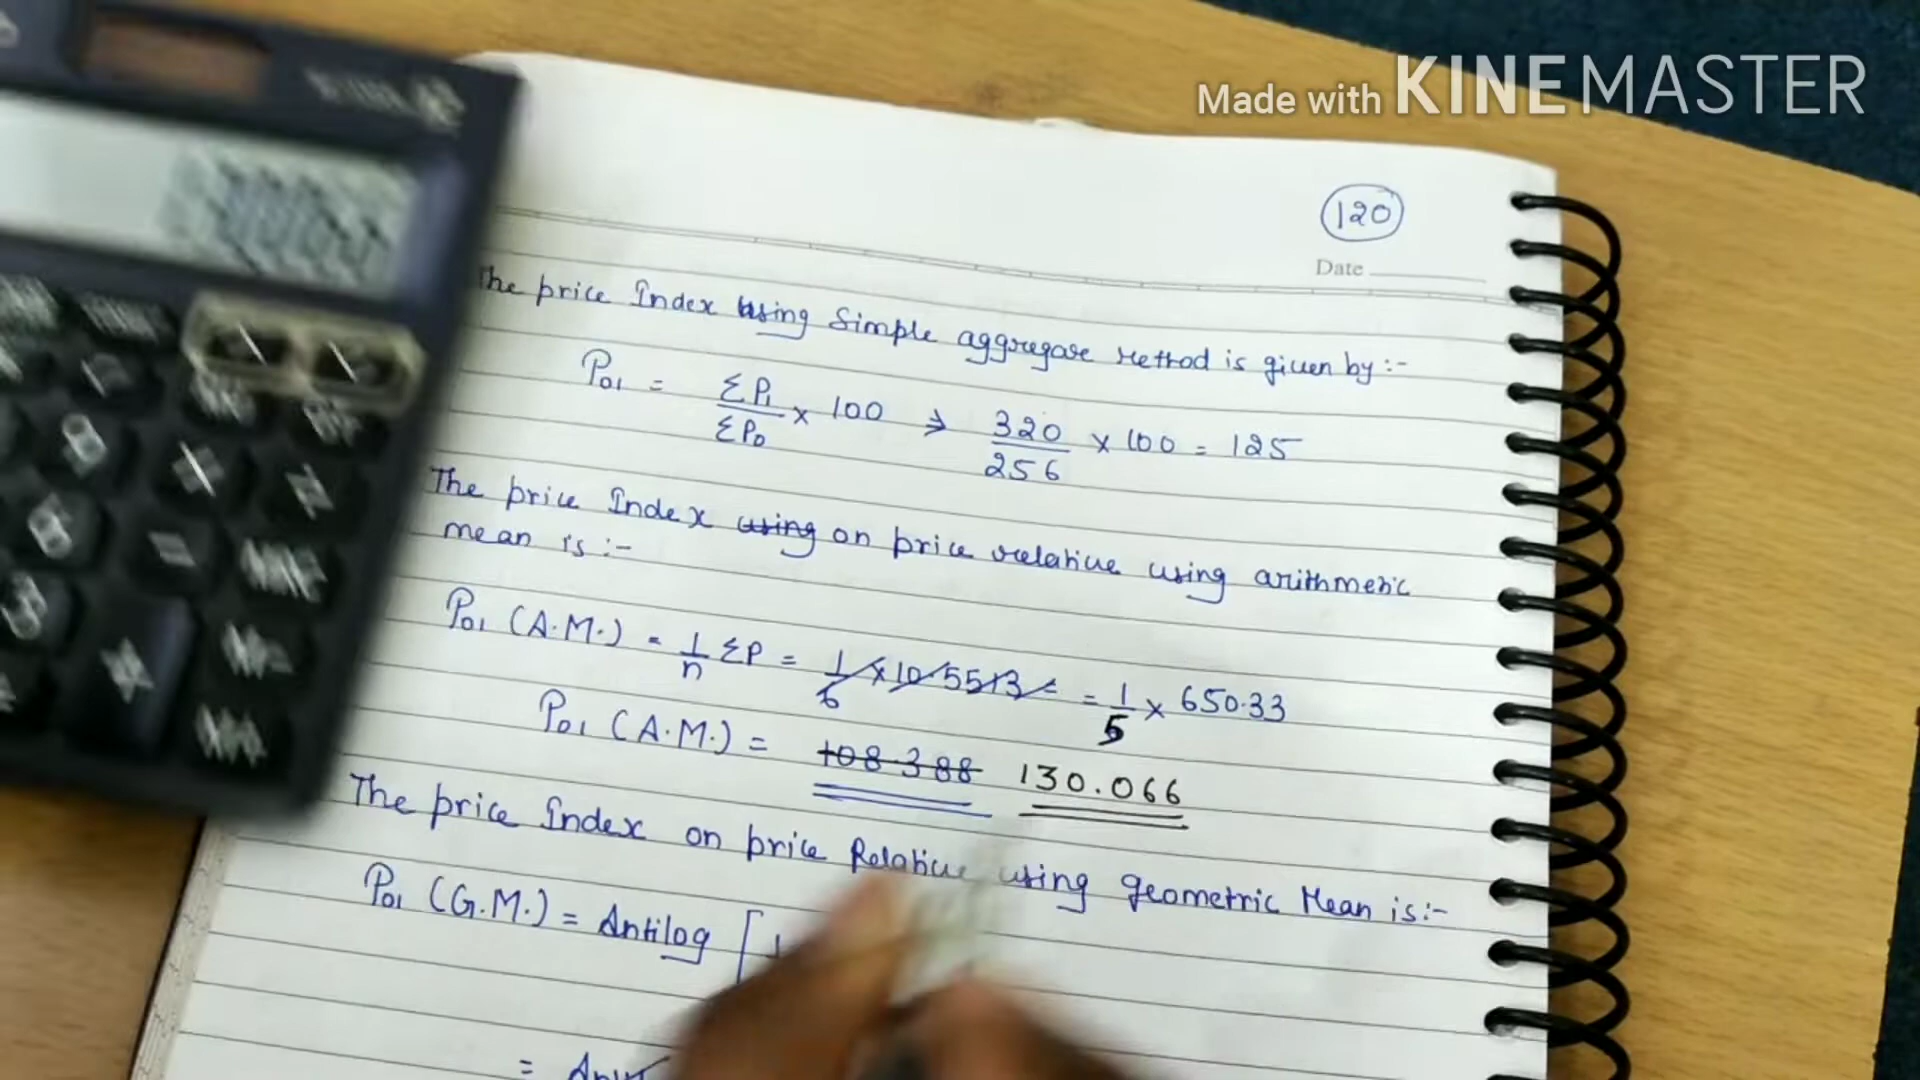 Made with KINEMASTER
120
Date
The price Index using Simple aggregate Method is given by:-
P01 = ΣP1/ΣP0 × 100 ⇒ 320/256 × 100 = 125
The price Index using on price relative using arithmetic
mean is:-
P01 (A.M.) = 1/n ΣP = 1/6 × 10.5513 = = 1/5 × 650.33
P01 (A.M.) = 108.388 130.066
The price Index on price Relative using geometric Mean is:-
P01 (G.M.) = Antilog [ 1
=